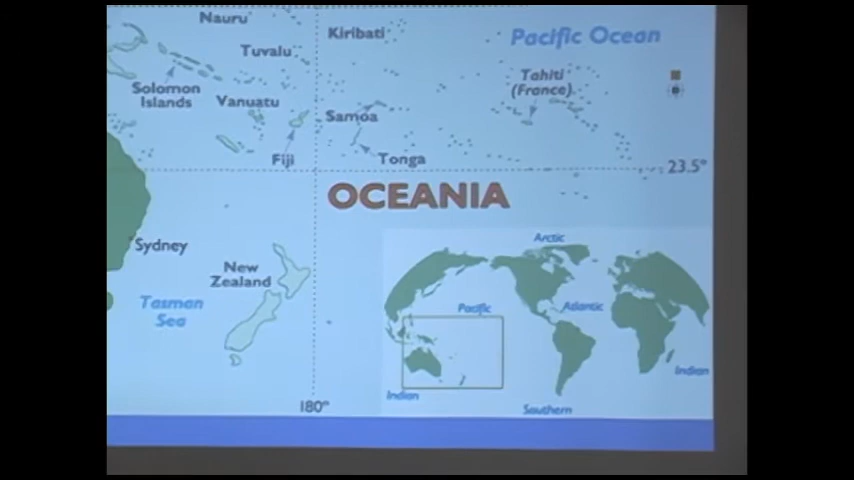 Nauru
Kiribati
Pacific Ocean
Tuvalu
Tahiti
(France)
Solomon
Islands
Vanuatu
Samoa
Fiji
Tonga
23.5°
OCEANIA
Sydney
Arctic
New
Zealand
Tasman
Sea
Pacific
Atlantic
Indian
Indian
180°
Southern